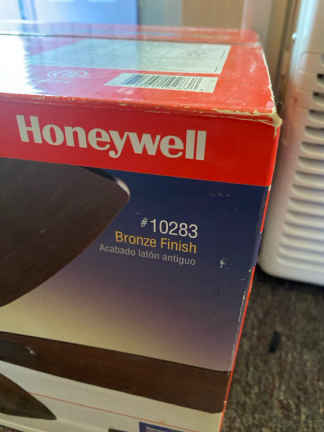 Honeywell
#10283
Bronze Finish
Acabado latón antiguo